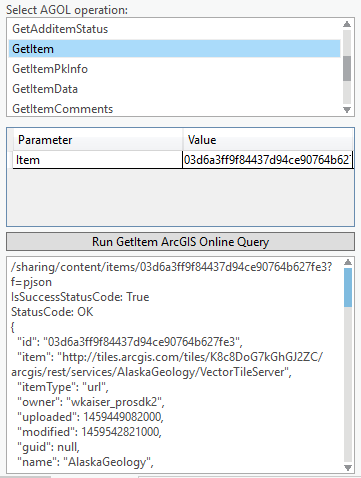 Select AGOL operation:
GetAdditemStatus
GetItem
GetItemPkInfo
GetItemData
GetItemComments
Parameter Value
Item 03d6a3ff9f84437d94ce90764b627
Run GetItem ArcGIS Online Query
/sharing/content/items/03d6a3ff9f84437d94ce90764b627fe3?
f=pjson
IsSuccessStatusCode: True
StatusCode: OK
{
"id": "03d6a3ff9f84437d94ce90764b627fe3",
"item": "http://tiles.arcgis.com/tiles/K8c8DoG7kGhGJ2ZC/
arcgis/rest/services/AlaskaGeology/VectorTileServer",
"itemType": "url",
"owner": "wkaiser_prosdk2",
"uploaded": 1459449082000,
"modified": 1459542821000,
"guid": null,
"name": "AlaskaGeology",